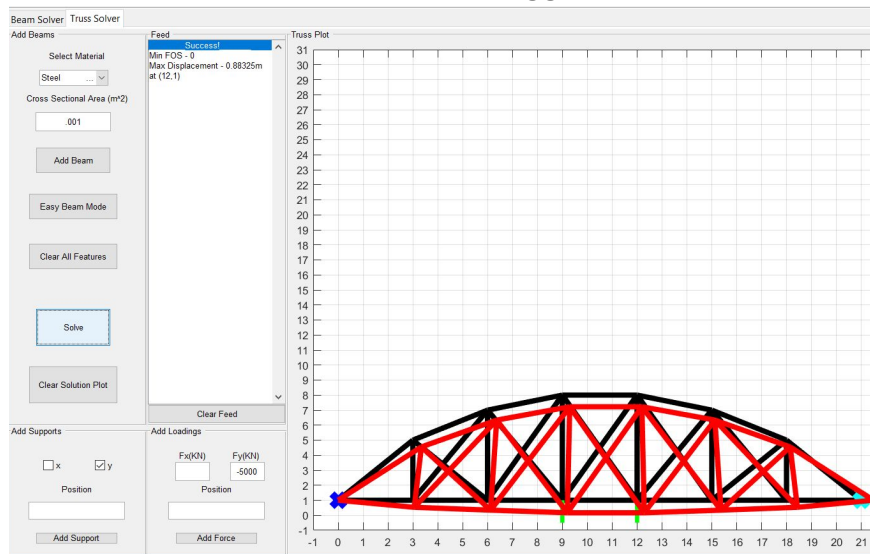 Beam Solver Truss Solver
Add Beams
Select Material
Steel ...
Cross Sectional Area (m^2)
.001
Add Beam
Easy Beam Mode
Clear All Features
Solve
Clear Solution Plot
Feed
Success!
Min FOS - 0
Max Displacement - 0.88325m
at (12,1)
Clear Feed
Add Supports
x y
Position
Add Support
Add Loadings
Fx(KN) Fy(KN)
-5000
Position
Add Force
Truss Plot
31
30
29
28
27
26
25
24
23
22
21
20
19
18
17
16
15
14
13
12
11
10
9
8
7
6
5
4
3
2
1
0
-1
-1 0 1 2 3 4 5 6 7 8 9 10 11 12 13 14 15 16 17 18 19 20 21